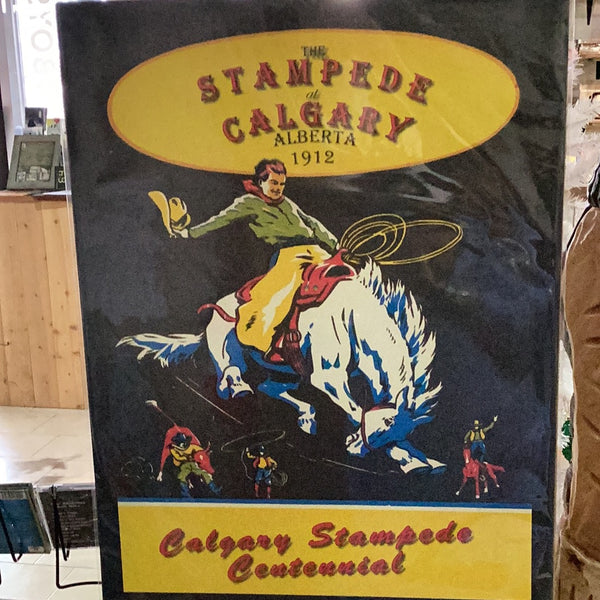 THE
STAMPEDE
at
CALGARY
ALBERTA
1912
Calgary Stampede
Centennial